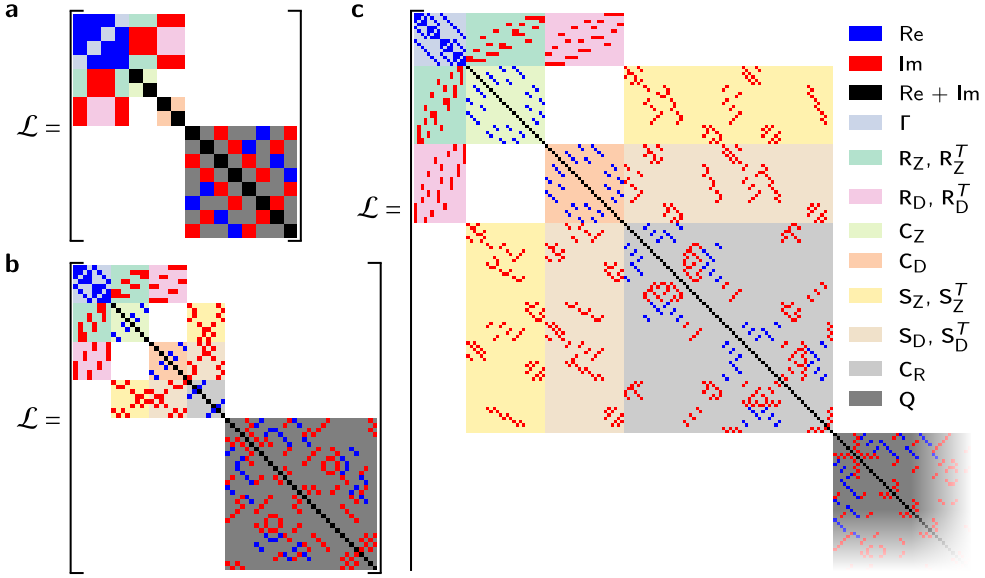 a
ℒ =
b
ℒ =
c
ℒ =
Re
Im
Re + Im
Γ
R_Z, R_Z^T
R_D, R_D^T
C_Z
C_D
S_Z, S_Z^T
S_D, S_D^T
C_R
Q